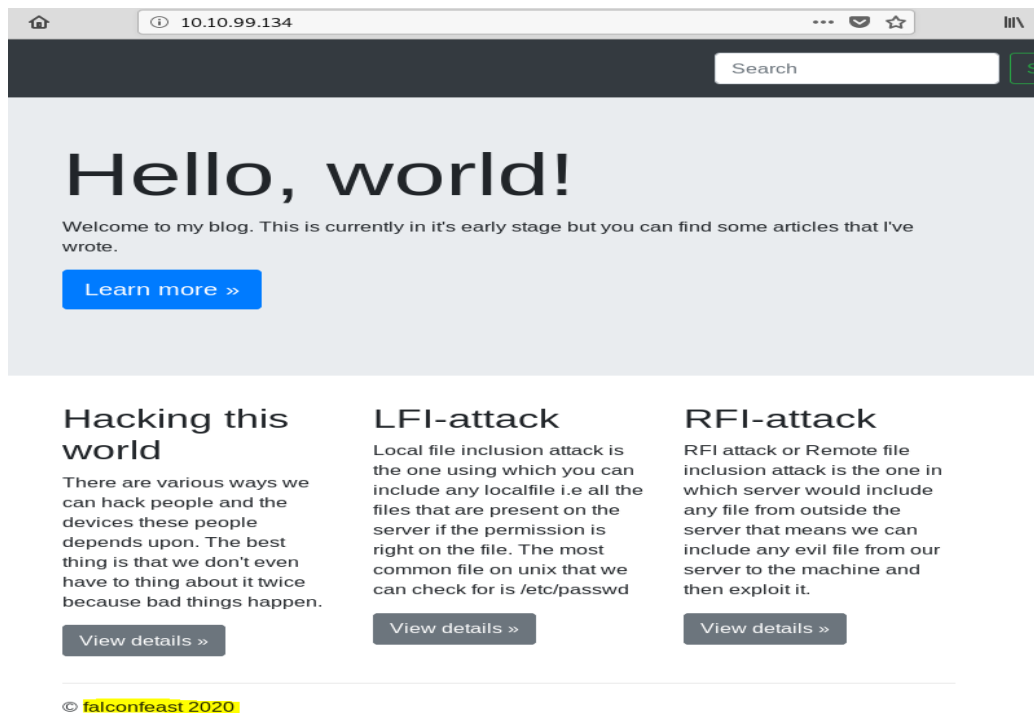 10.10.99.134
Search
S
Hello, world!
Welcome to my blog. This is currently in it's early stage but you can find some articles that I've
wrote.
Learn more »
Hacking this
world
There are various ways we
can hack people and the
devices these people
depends upon. The best
thing is that we don't even
have to thing about it twice
because bad things happen.
View details »
LFI-attack
Local file inclusion attack is
the one using which you can
include any localfile i.e all the
files that are present on the
server if the permission is
right on the file. The most
common file on unix that we
can check for is /etc/passwd
View details »
RFI-attack
RFI attack or Remote file
inclusion attack is the one in
which server would include
any file from outside the
server that means we can
include any evil file from our
server to the machine and
then exploit it.
View details »
© falconfeast 2020